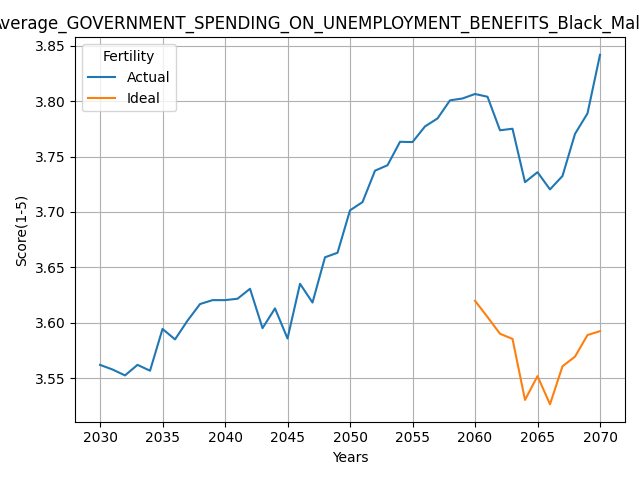 Average_GOVERNMENT_SPENDING_ON_UNEMPLOYMENT_BENEFITS_Black_Mal
Fertility
Actual
Ideal
3.85
3.80
3.75
3.70
3.65
3.60
3.55
Score(1-5)
2030 2035 2040 2045 2050 2055 2060 2065 2070
Years